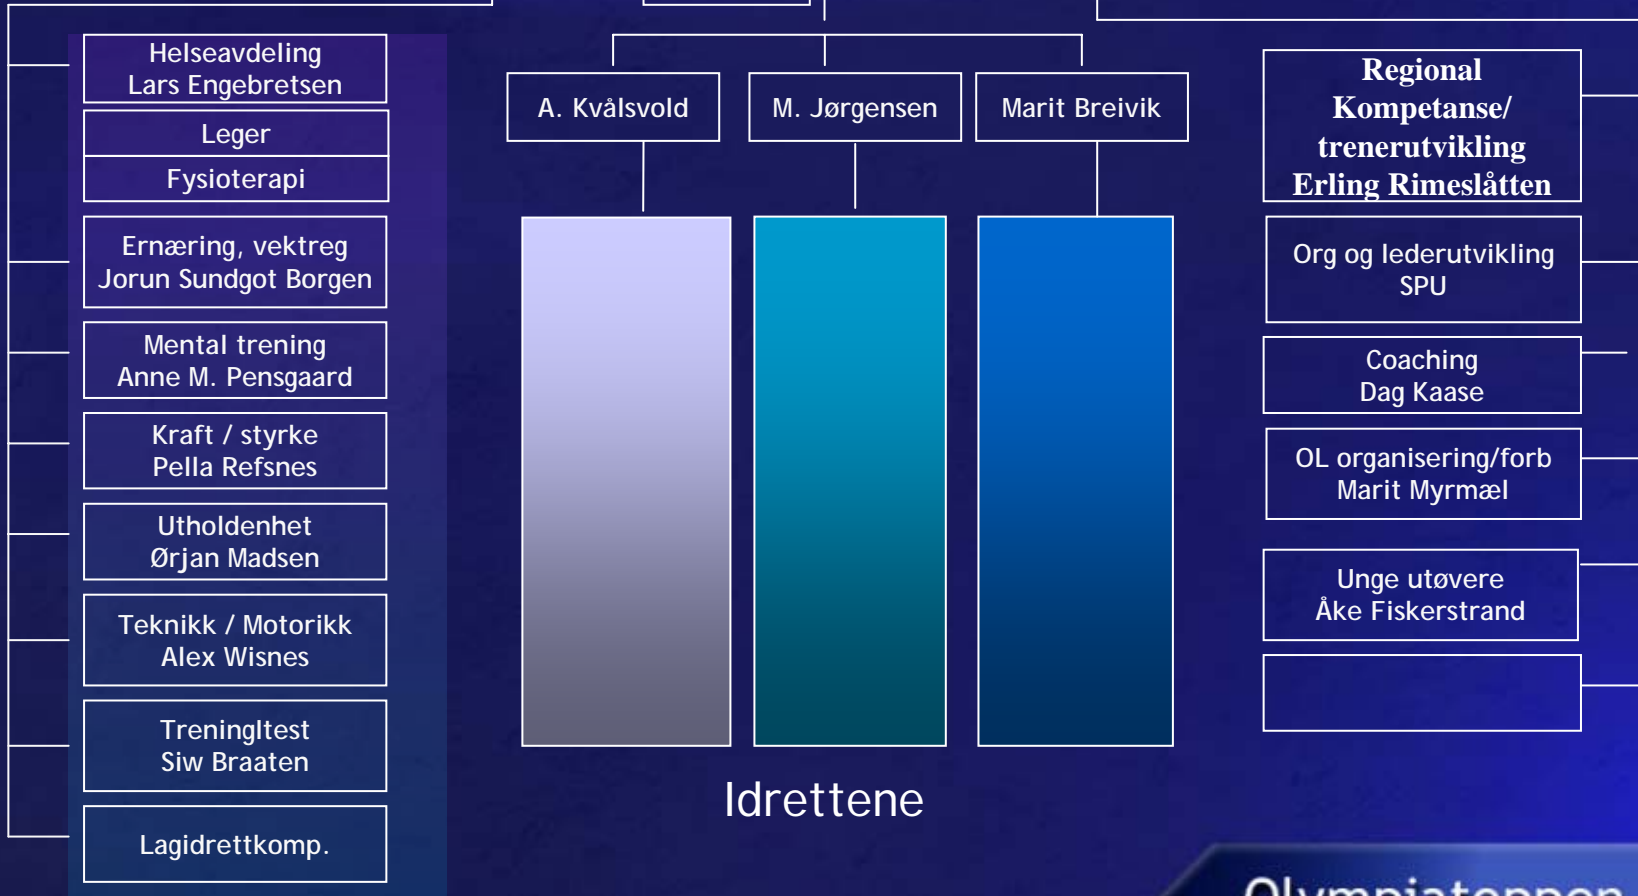 Helseavdeling
Lars Engebretsen
Leger
Fysioterapi
Ernæring, vektreg
Jorun Sundgot Borgen
Mental trening
Anne M. Pensgaard
Kraft / styrke
Pella Refsnes
Utholdenhet
Ørjan Madsen
Teknikk / Motorikk
Alex Wisnes
TreningItest
Siw Braaten
Lagidrettkomp.
A. Kvålsvold
M. Jørgensen
Marit Breivik
Idrettene
Regional
Kompetanse/
trenerutvikling
Erling Rimeslåtten
Org og lederutvikling
SPU
Coaching
Dag Kaase
OL organisering/forb
Marit Myrmæl
Unge utøvere
Åke Fiskerstrand
Olympiatoppen